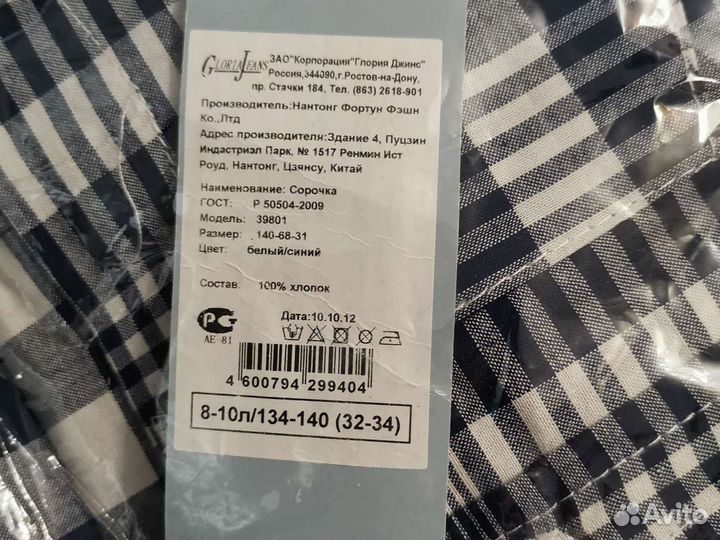 GLORIA JEANS
ЗАО"Корпорация"Глория Джинс"
Россия,344090,г.Ростов-на-Дону,
пр. Стачки 184, Тел. (863) 2618-901
Производитель:Нантонг Фортун Фэшн
Ко.,Лтд
Адрес производителя:Здание 4, Пуцзин
Индастриэл Парк, № 1517 Ренмин Ист
Роуд, Нантонг, Цзянсу, Китай
Наименование: Сорочка
ГОСТ: Р 50504-2009
Модель: 39801
Размер: 140-68-31
Цвет: белый/синий
Состав: 100% хлопок
Дата:10.10.12
АЕ-81
4 600794 299404
8-10л/134-140 (32-34)
Avito